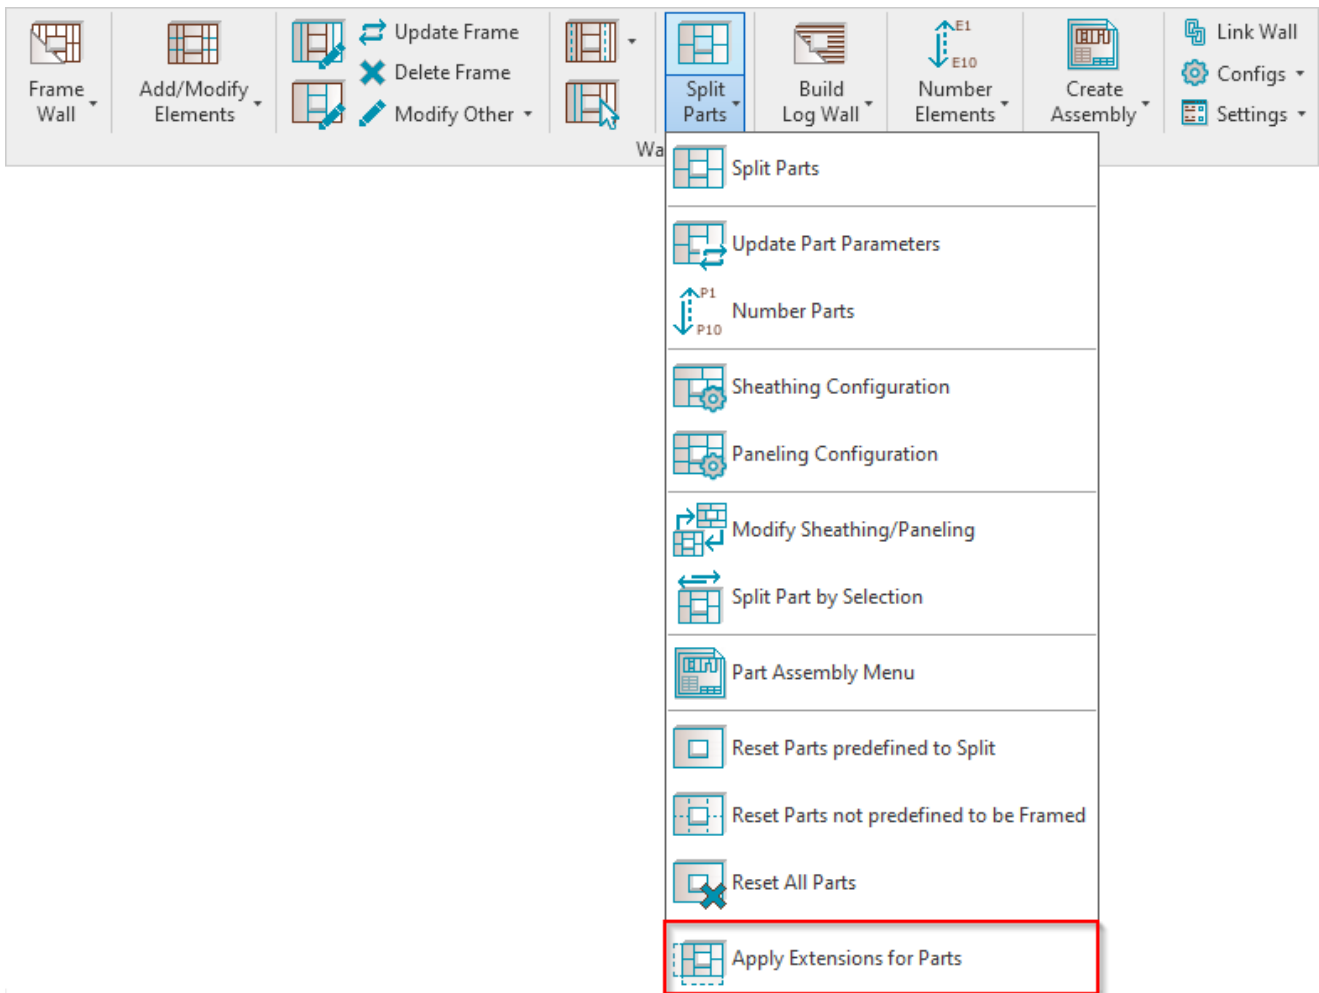 Frame
Wall
Add/Modify
Elements
Update Frame
Delete Frame
Modify Other
Split
Parts
Build
Log Wall
E1
E10
Number
Elements
Create
Assembly
Link Wall
Configs
Settings
Wa
Split Parts
Update Part Parameters
P1
P10
Number Parts
Sheathing Configuration
Paneling Configuration
Modify Sheathing/Paneling
Split Part by Selection
Part Assembly Menu
Reset Parts predefined to Split
Reset Parts not predefined to be Framed
Reset All Parts
Apply Extensions for Parts